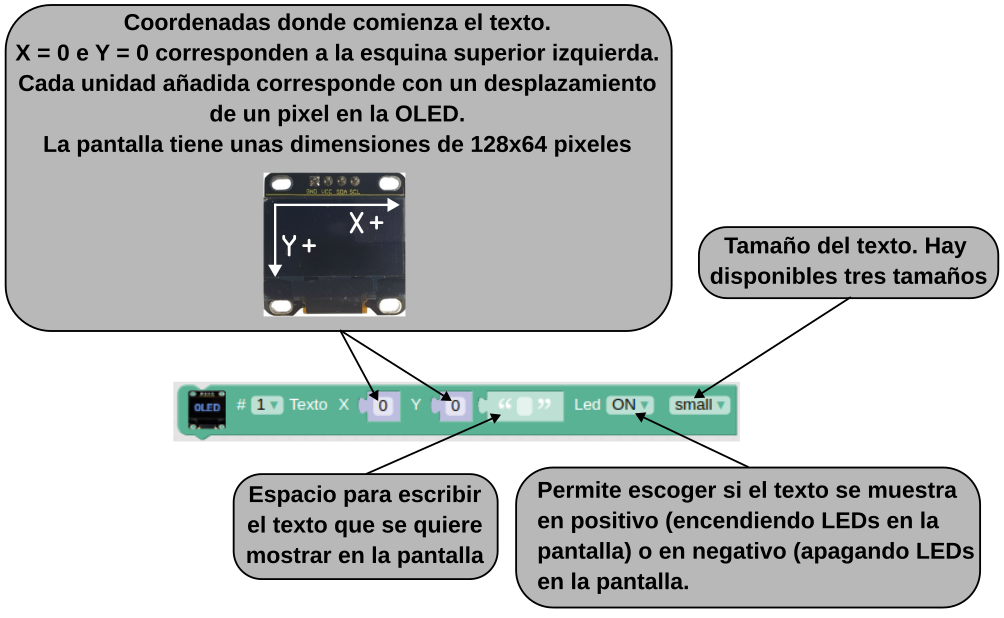 Coordenadas donde comienza el texto.
X = 0 e Y = 0 corresponden a la esquina superior izquierda.
Cada unidad añadida corresponde con un desplazamiento
de un pixel en la OLED.
La pantalla tiene unas dimensiones de 128x64 pixeles
GND VCC SDA SCL
X+
Y+
Tamaño del texto. Hay
disponibles tres tamaños
OLED # 1 Texto X 0 Y 0 “ ” Led ON small
Espacio para escribir
el texto que se quiere
mostrar en la pantalla
Permite escoger si el texto se muestra
en positivo (encendiendo LEDs en la
pantalla) o en negativo (apagando LEDs
en la pantalla.